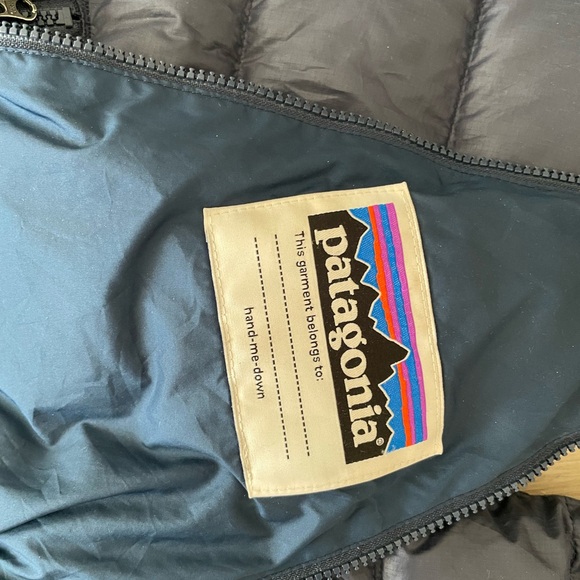 patagonia®
This garment belongs to:
hand-me-down